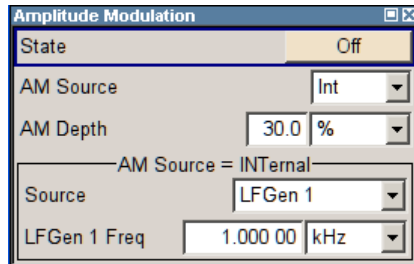 Amplitude Modulation
State Off
AM Source Int
AM Depth 30.0 %
AM Source = INTernal
Source LFGen 1
LFGen 1 Freq 1.000 00 kHz